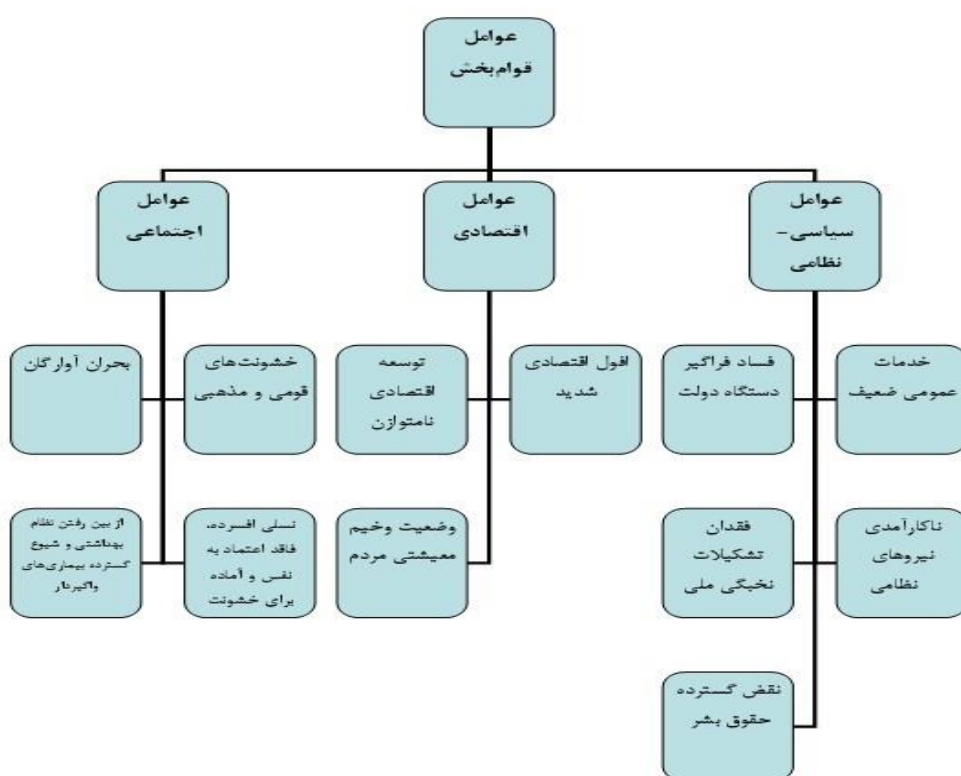 عوامل
قوام‌بخش
عوامل
سیاسی-
نظامی
عوامل
اقتصادی
عوامل
اجتماعی
خدمات
عمومی ضعیف
فساد فراگیر
دستگاه دولت
افول اقتصادی
شدید
توسعه
اقتصادی
نامتوازن
خشونت‌های
قومی و مذهبی
بحران آوارگان
ناکارآمدی
نیروهای
نظامی
فقدان
تشکیلات
نخبگی ملی
وضعیت وخیم
معیشتی مردم
نسلی افسرده،
فاقد اعتماد به
نفس و آماده
برای خشونت
از بین رفتن نظام
بهداشتی و شیوع
گسترده بیماری‌های
واگیردار
نقض گسترده
حقوق بشر